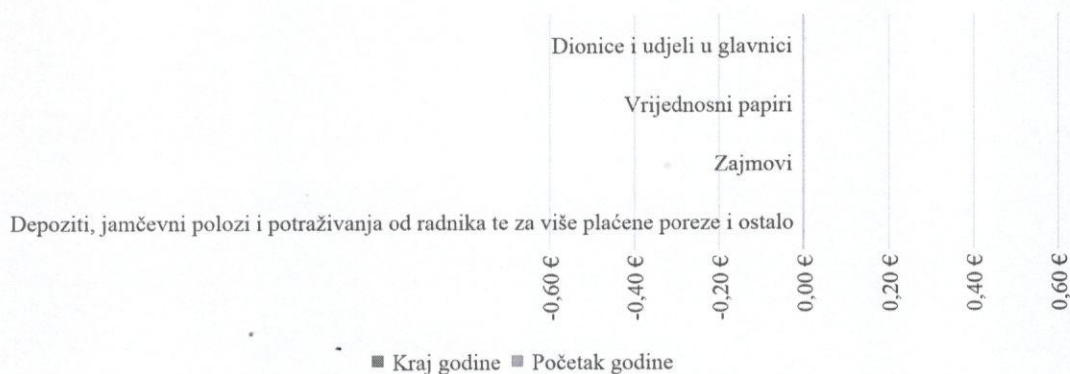 Dionice i udjeli u glavnici
Vrijednosni papiri
Zajmovi
Depoziti, jamčevni polozi i potraživanja od radnika te za više plaćene poreze i ostalo
-0,60 € -0,40 € -0,20 € 0,00 € 0,20 € 0,40 € 0,60 €
Kraj godine Početak godine